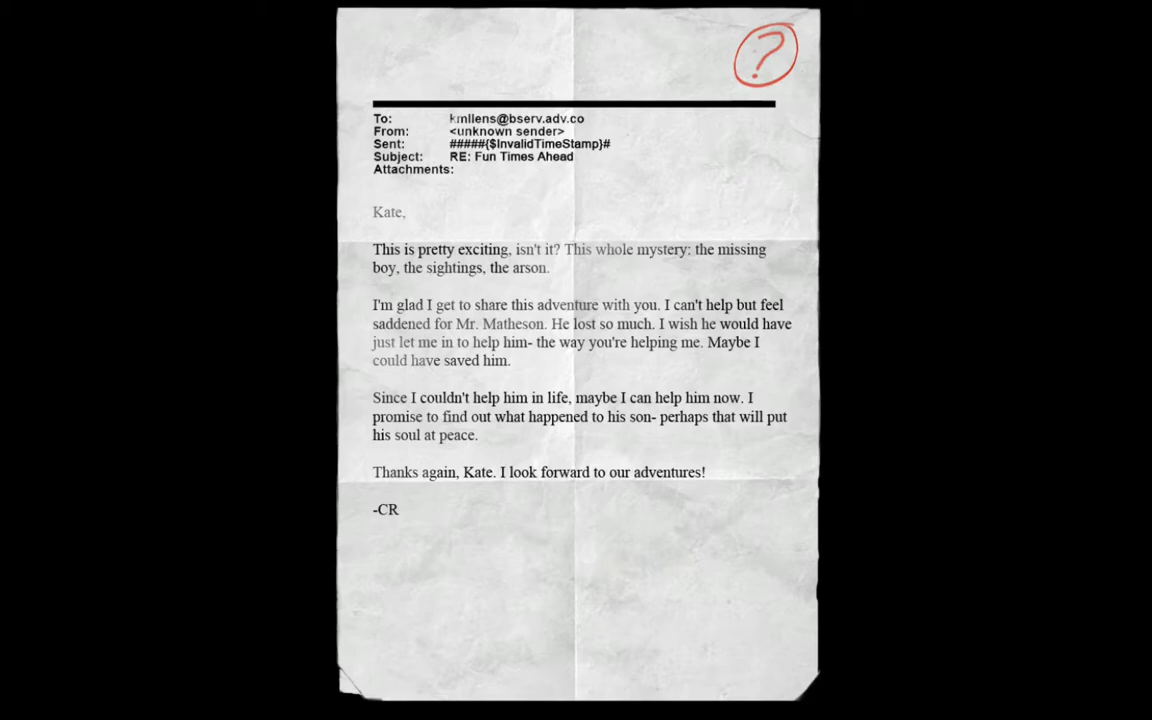 ?
To: kmllens@bserv.adv.co
From: <unknown sender>
Sent: #####{$InvalidTimeStamp}#
Subject: RE: Fun Times Ahead
Attachments:
Kate,
This is pretty exciting, isn't it? This whole mystery: the missing
boy, the sightings, the arson.
I'm glad I get to share this adventure with you. I can't help but feel
saddened for Mr. Matheson. He lost so much. I wish he would have
just let me in to help him- the way you're helping me. Maybe I
could have saved him.
Since I couldn't help him in life, maybe I can help him now. I
promise to find out what happened to his son- perhaps that will put
his soul at peace.
Thanks again, Kate. I look forward to our adventures!
-CR